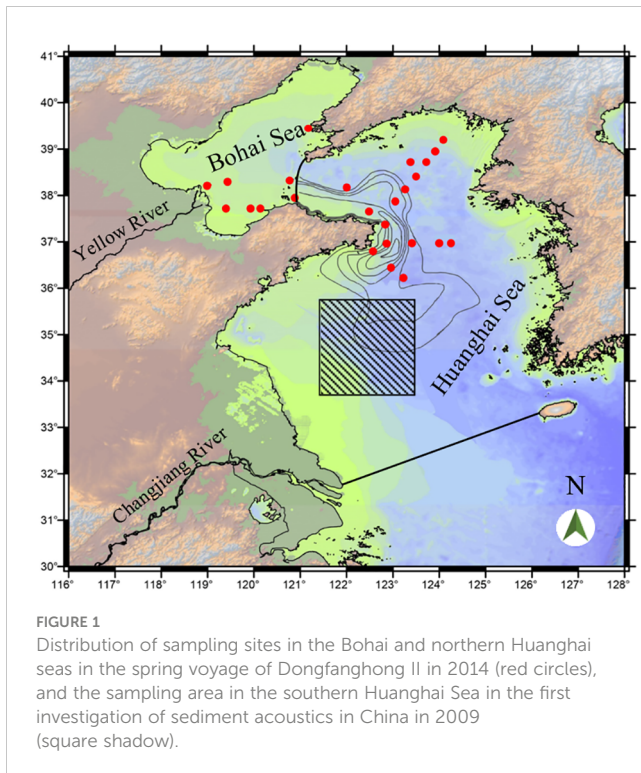 41°
40°
39°
38°
37°
36°
35°
34°
33°
32°
31°
30°
116° 117° 118° 119° 120° 121° 122° 123° 124° 125° 126° 127° 128°
Bohai Sea
Yellow River
Huanghai Sea
Changjiang River
N
FIGURE 1
Distribution of sampling sites in the Bohai and northern Huanghai
seas in the spring voyage of Dongfanghong II in 2014 (red circles),
and the sampling area in the southern Huanghai Sea in the first
investigation of sediment acoustics in China in 2009
(square shadow).